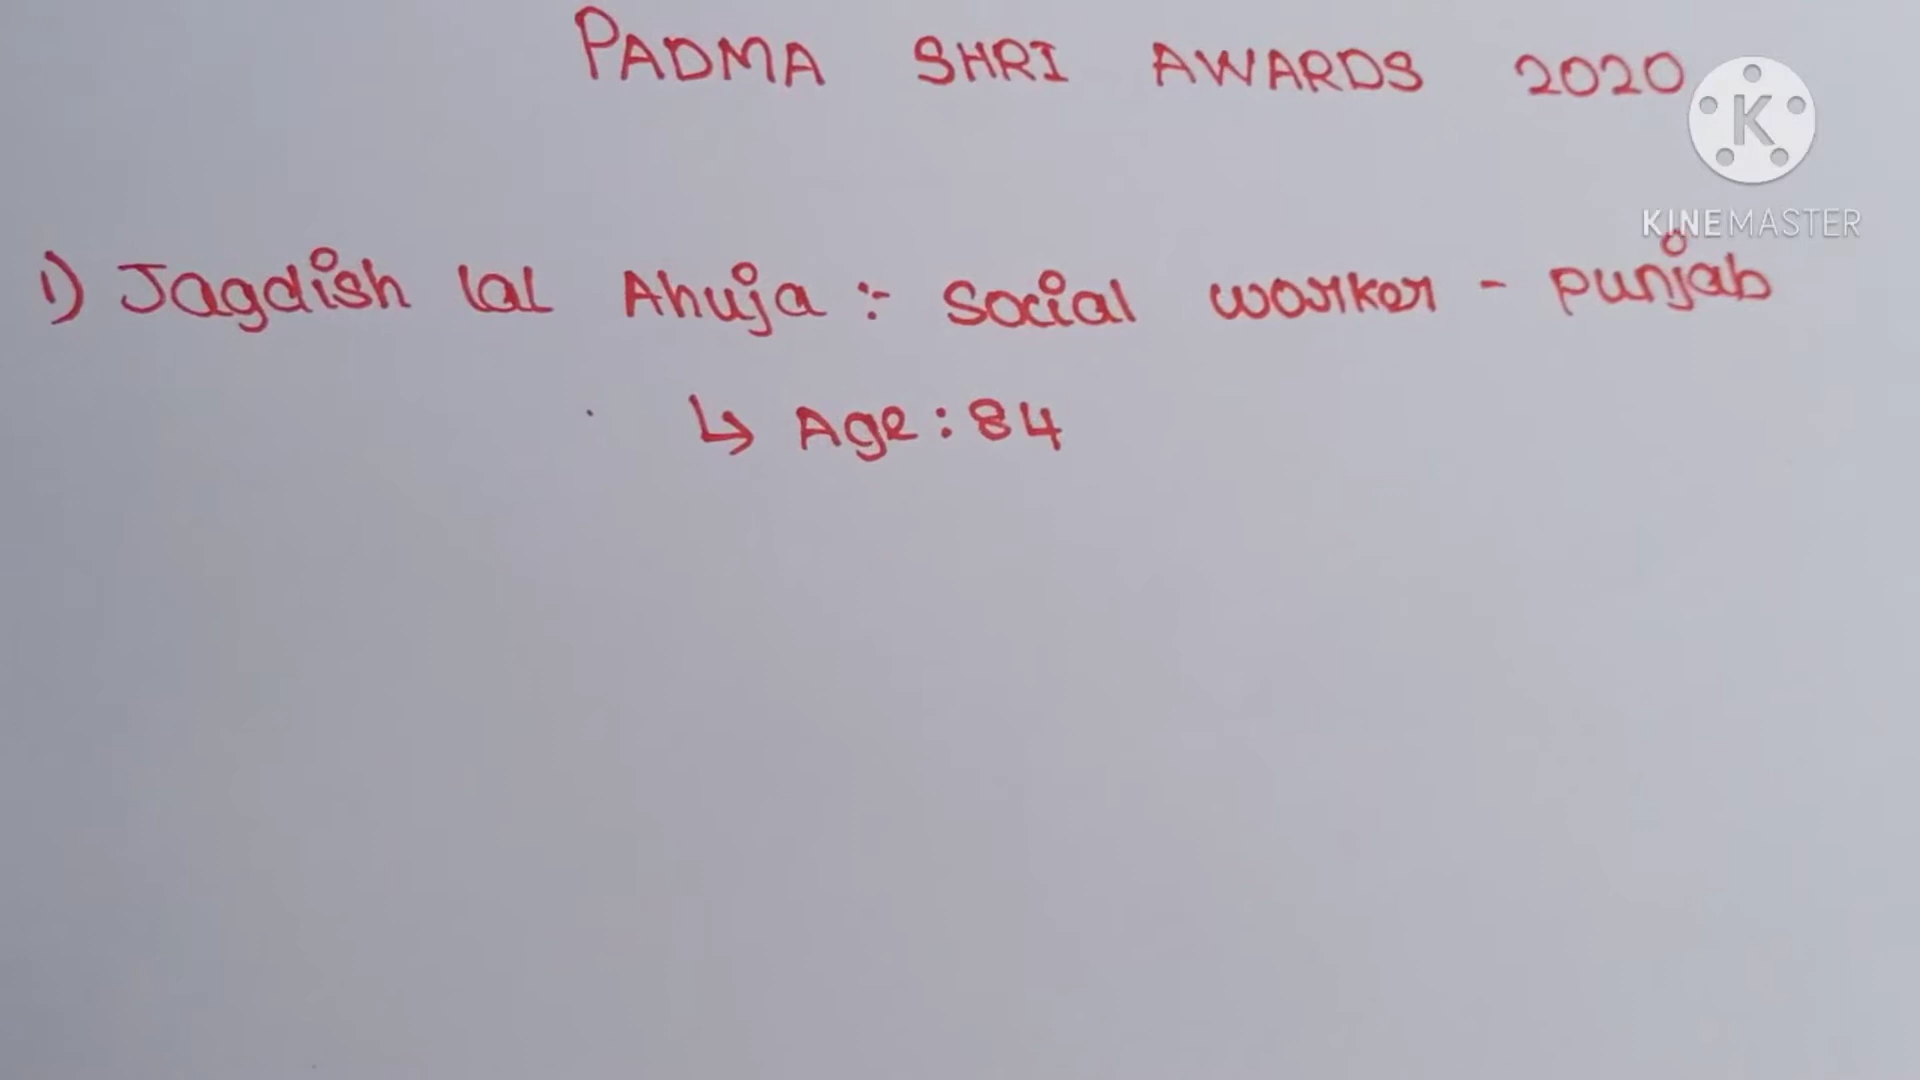 PADMA SHRI AWARDS 2020
K
KINEMASTER
1) Jagdish lal Ahuja :- Social worker - punjab
↳ Age : 84